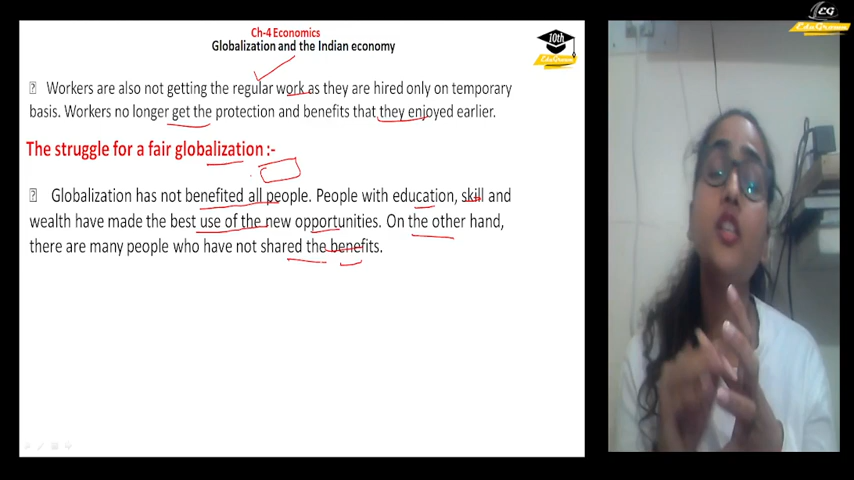 Ch-4 Economics
Globalization and the Indian economy
Workers are also not getting the regular work as they are hired only on temporary
basis. Workers no longer get the protection and benefits that they enjoyed earlier.
The struggle for a fair globalization :-
Globalization has not benefited all people. People with education, skill and
wealth have made the best use of the new opportunities. On the other hand,
there are many people who have not shared the benefits.
10th
EduGrown
CG
EduGrown